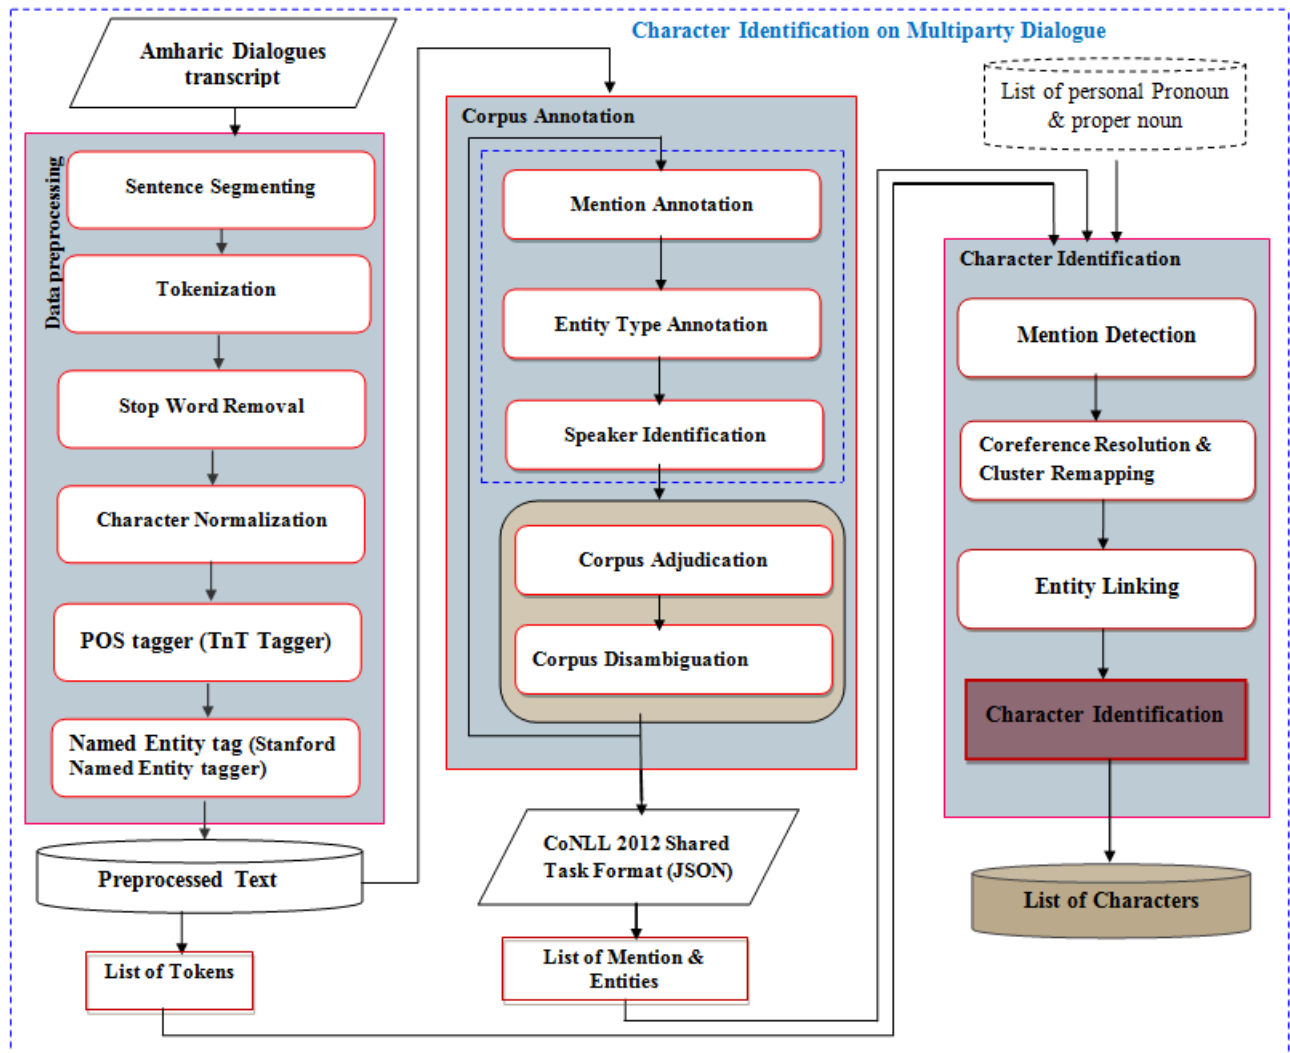 Character Identification on Multiparty Dialogue
Amharic Dialogues
transcript
Data preprocessing
Sentence Segmenting
Tokenization
Stop Word Removal
Character Normalization
POS tagger (TnT Tagger)
Named Entity tag (Stanford
Named Entity tagger)
Preprocessed Text
List of Tokens
Corpus Annotation
Mention Annotation
Entity Type Annotation
Speaker Identification
Corpus Adjudication
Corpus Disambiguation
CoNLL 2012 Shared
Task Format (JSON)
List of Mention &
Entities
List of personal Pronoun
& proper noun
Character Identification
Mention Detection
Coreference Resolution &
Cluster Remapping
Entity Linking
Character Identification
List of Characters